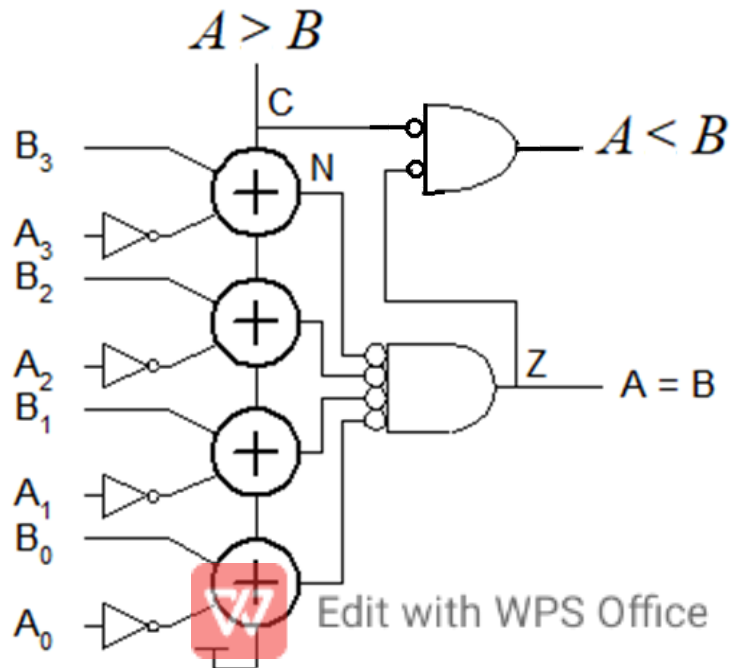 A > B
C
B3
A < B
N
A3
B2
A2
Z
A = B
B1
A1
B0
A0
Edit with WPS Office